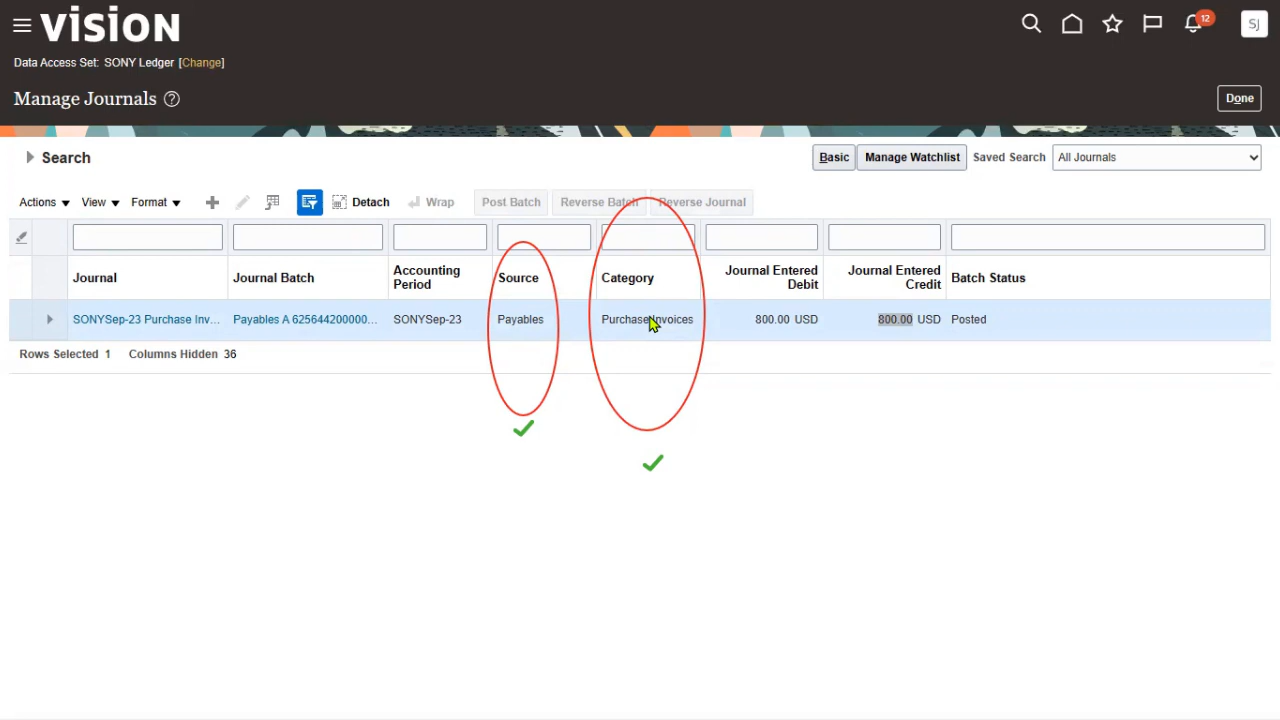 vision
12
SJ
Data Access Set: SONY Ledger [Change]
Manage Journals ?
Done
Search
Basic Manage Watchlist Saved Search All Journals
Actions View Format Detach Wrap Post Batch Reverse Batch Reverse Journal
Journal Journal Batch Accounting Period Source Category Journal Entered Debit Journal Entered Credit Batch Status
SONYSep-23 Purchase Inv... Payables A 625644200000... SONYSep-23 Payables Purchase Invoices 800.00 USD 800.00 USD Posted
Rows Selected 1 Columns Hidden 36